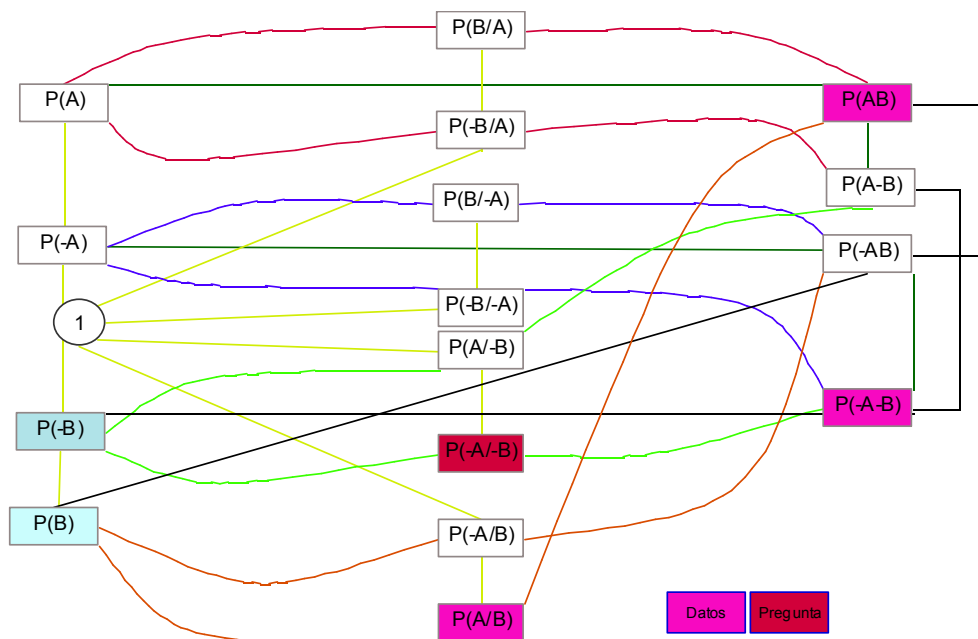 P(B/A)
P(A)
P(AB)
P(-B/A)
P(A-B)
P(B/-A)
P(-A)
P(-AB)
P(-B/-A)
1
P(A/-B)
P(-B)
P(-A-B)
P(-A/-B)
P(B)
P(-A/B)
P(A/B)
Datos
Pregunta